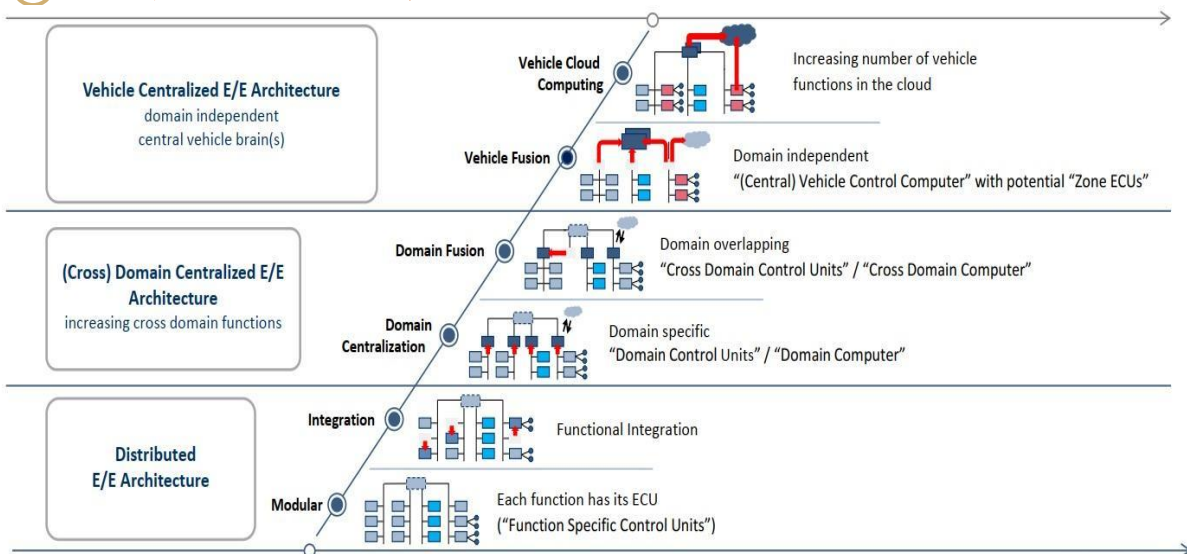 Vehicle Centralized E/E Architecture
domain independent
central vehicle brain(s)
Vehicle Cloud
Computing
Increasing number of vehicle
functions in the cloud
Vehicle Fusion
Domain independent
“(Central) Vehicle Control Computer” with potential “Zone ECUs”
(Cross) Domain Centralized E/E
Architecture
increasing cross domain functions
Domain Fusion
Domain overlapping
“Cross Domain Control Units” / “Cross Domain Computer”
Domain
Centralization
Domain specific
“Domain Control Units” / “Domain Computer”
Distributed
E/E Architecture
Integration
Functional Integration
Modular
Each function has its ECU
(“Function Specific Control Units”)